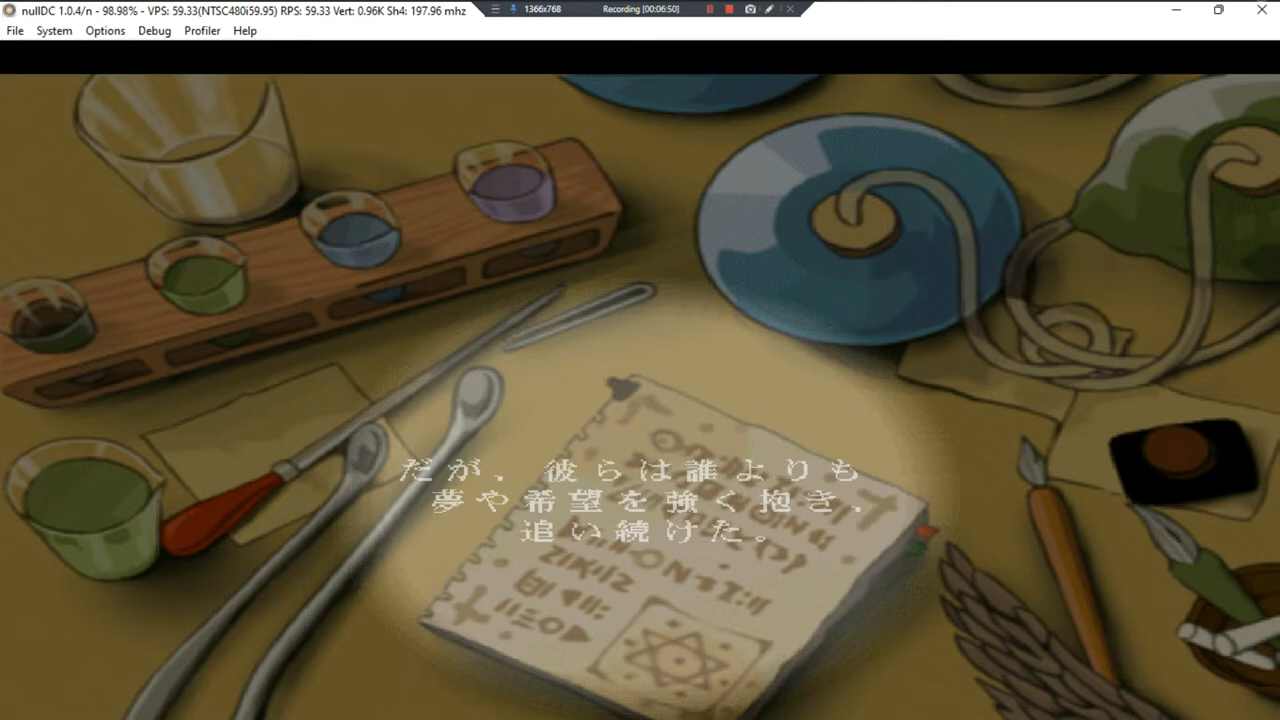 nullDC 1.0.4/n - 98.98% - VPS: 59.33(NTSC480i59.95) RPS: 59.33 Vert: 0.96K Sh4: 197.96 mhz
1366x768
Recording [00:06:50]
File System Options Debug Profiler Help
だが、彼らは誰よりも
夢や希望を強く抱き、
追い続けた。